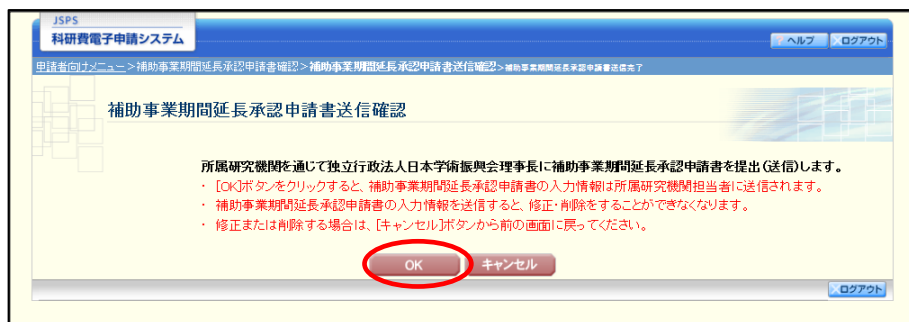 JSPS
科研費電子申請システム
? ヘルプ
×ログアウト
申請者向けメニュー>補助事業期間延長承認申請書確認>補助事業期間延長承認申請書送信確認>補助事業期間延長承認申請書送信完了
補助事業期間延長承認申請書送信確認
所属研究機関を通じて独立行政法人日本学術振興会理事長に補助事業期間延長承認申請書を提出(送信)します。
・ [OK]ボタンをクリックすると、補助事業期間延長承認申請書の入力情報は所属研究機関担当者に送信されます。
・ 補助事業期間延長承認申請書の入力情報を送信すると、修正・削除をすることができなくなります。
・ 修正または削除する場合は、[キャンセル]ボタンから前の画面に戻ってください。
OK
キャンセル
×ログアウト